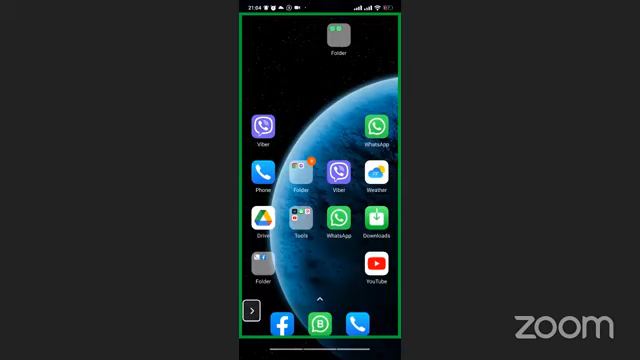 21:04
Folder
Viber
WhatsApp
Phone
Folder
Viber
Weather
Drive
Tools
WhatsApp
Downloads
Folder
YouTube
B
zoom